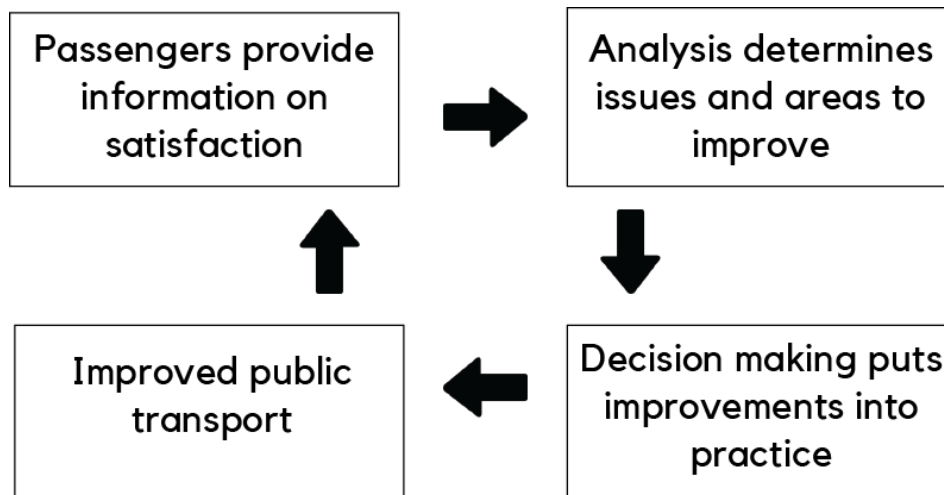 Passengers provide
information on
satisfaction
Analysis determines
issues and areas to
improve
Improved public
transport
Decision making puts
improvements into
practice